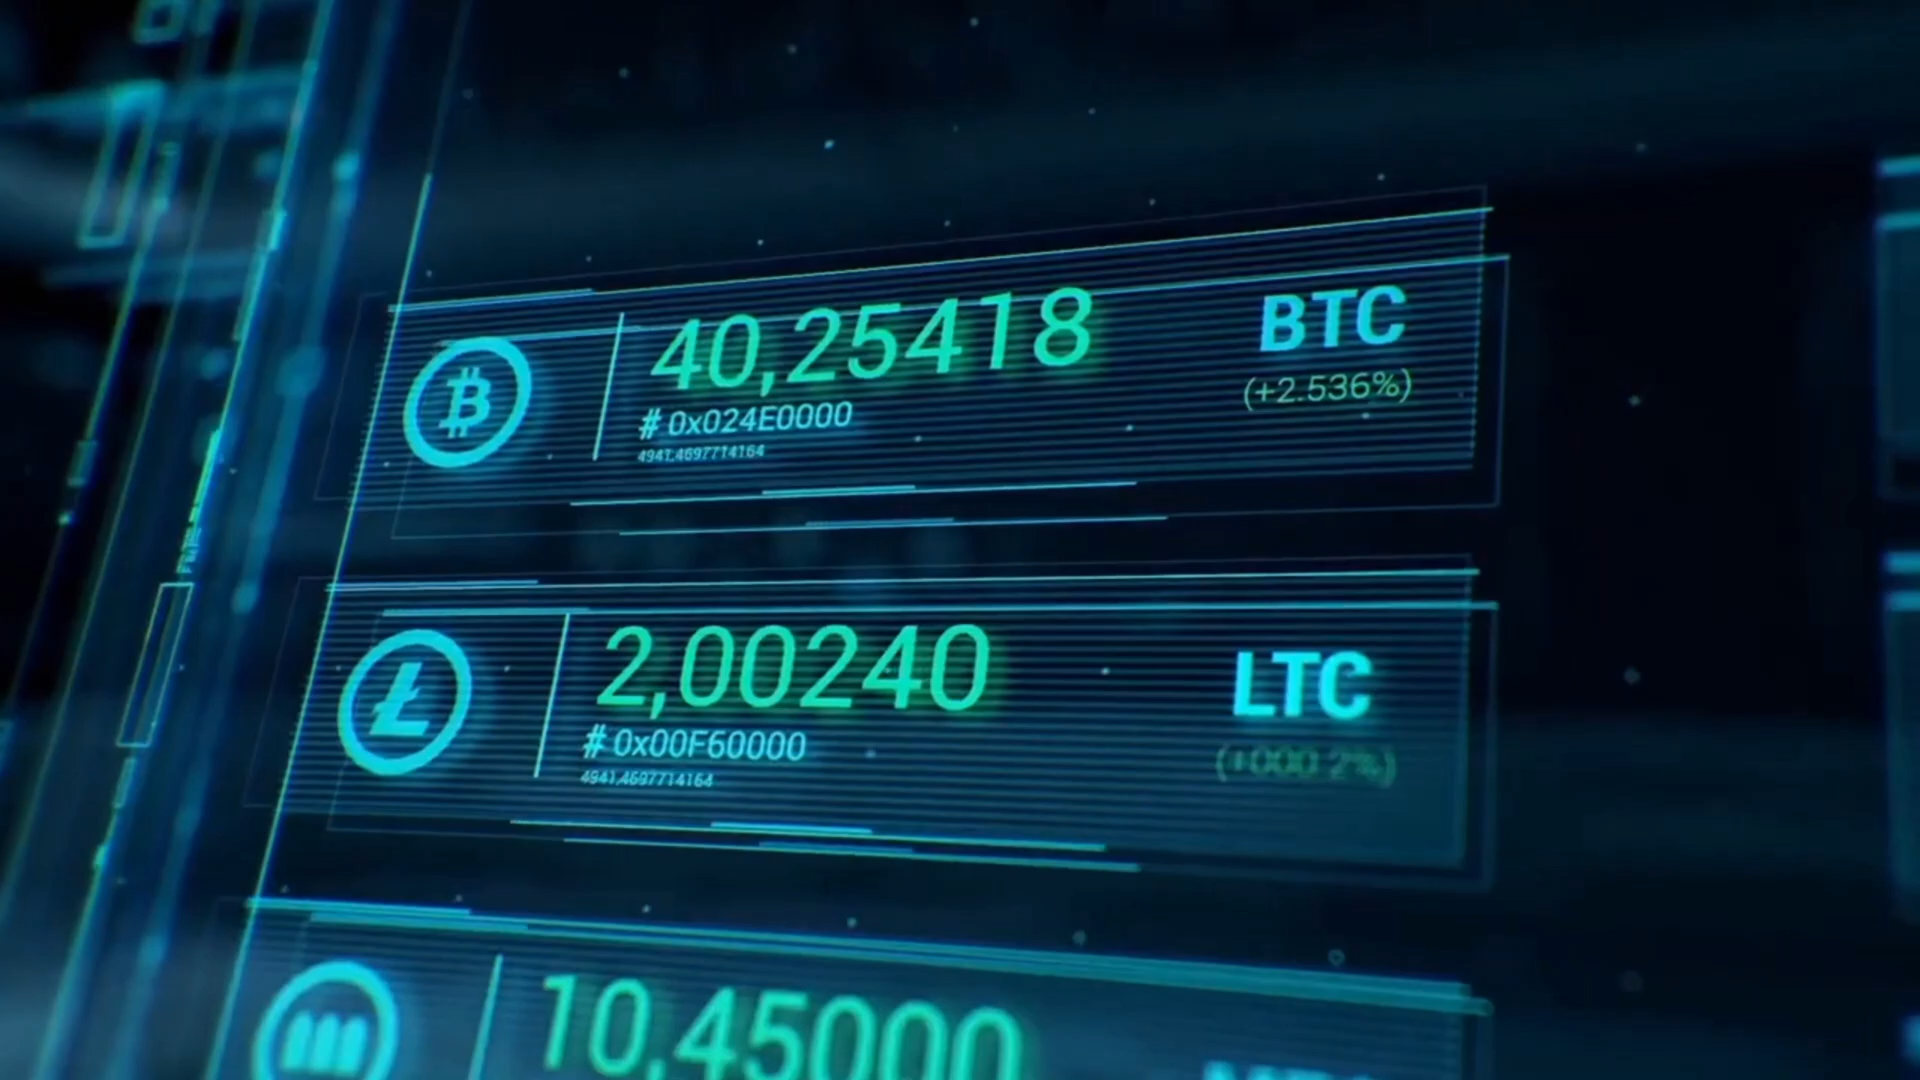 40,25418
BTC
# 0x024E0000
(+2.536%)
4941,4697714164
2,00240
LTC
# 0x00F60000
4941,4697714164
10,45000